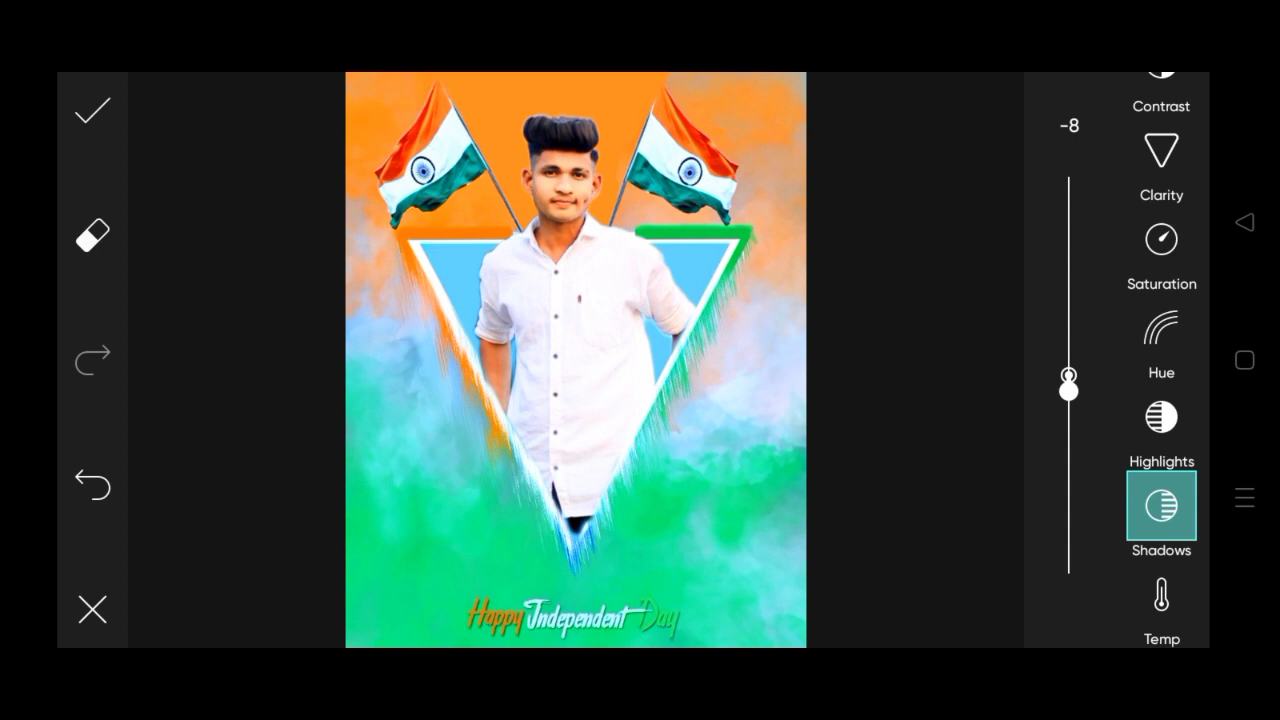 Contrast
-8
Clarity
Saturation
Hue
Highlights
Shadows
Temp
Happy Independent Day